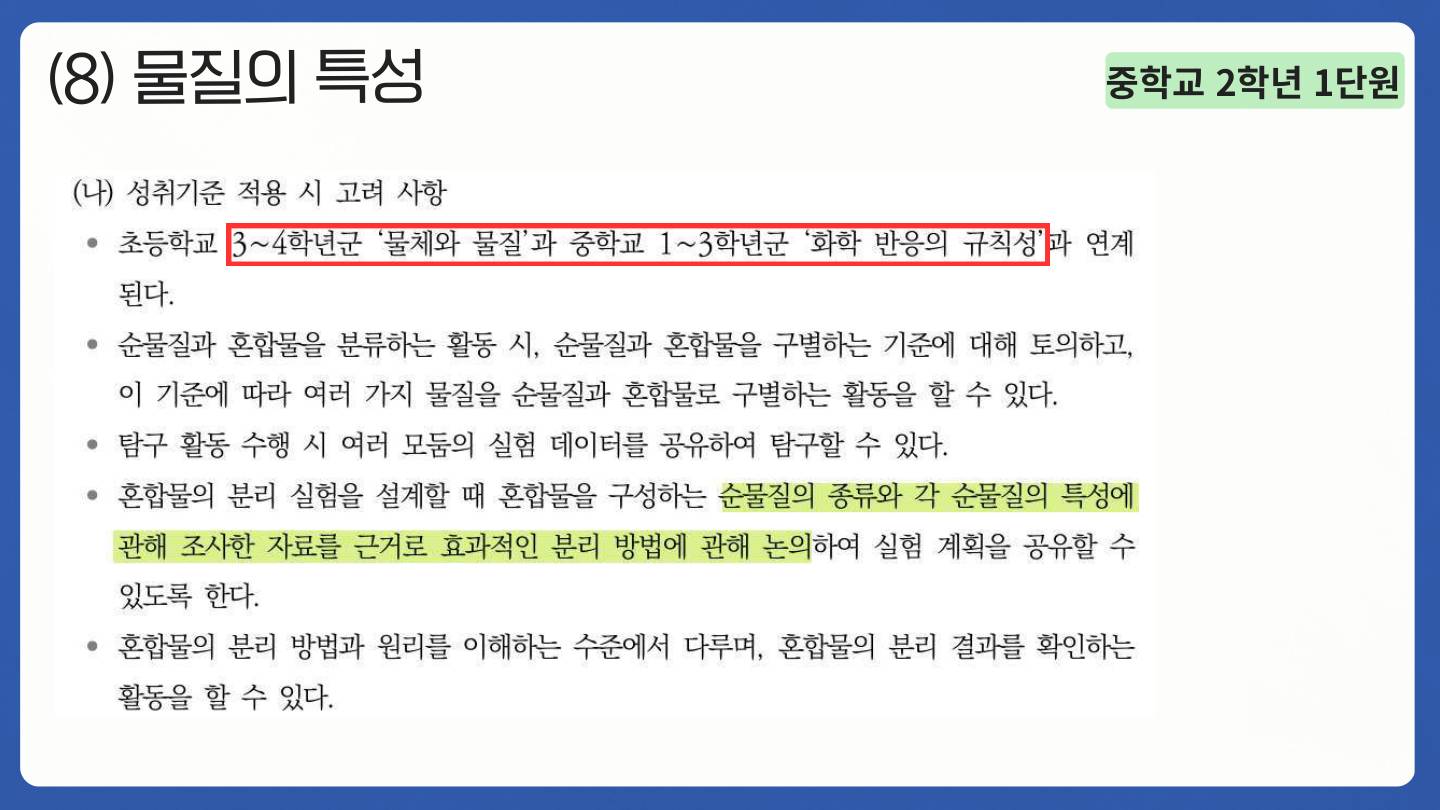 (8) 물질의 특성
중학교 2학년 1단원
(나) 성취기준 적용 시 고려 사항
• 초등학교 3~4학년군 ‘물체와 물질’과 중학교 1~3학년군 ‘화학 반응의 규칙성’과 연계
된다.
• 순물질과 혼합물을 분류하는 활동 시, 순물질과 혼합물을 구별하는 기준에 대해 토의하고,
이 기준에 따라 여러 가지 물질을 순물질과 혼합물로 구별하는 활동을 할 수 있다.
• 탐구 활동 수행 시 여러 모둠의 실험 데이터를 공유하여 탐구할 수 있다.
• 혼합물의 분리 실험을 설계할 때 혼합물을 구성하는 순물질의 종류와 각 순물질의 특성에
관해 조사한 자료를 근거로 효과적인 분리 방법에 관해 논의하여 실험 계획을 공유할 수
있도록 한다.
• 혼합물의 분리 방법과 원리를 이해하는 수준에서 다루며, 혼합물의 분리 결과를 확인하는
활동을 할 수 있다.